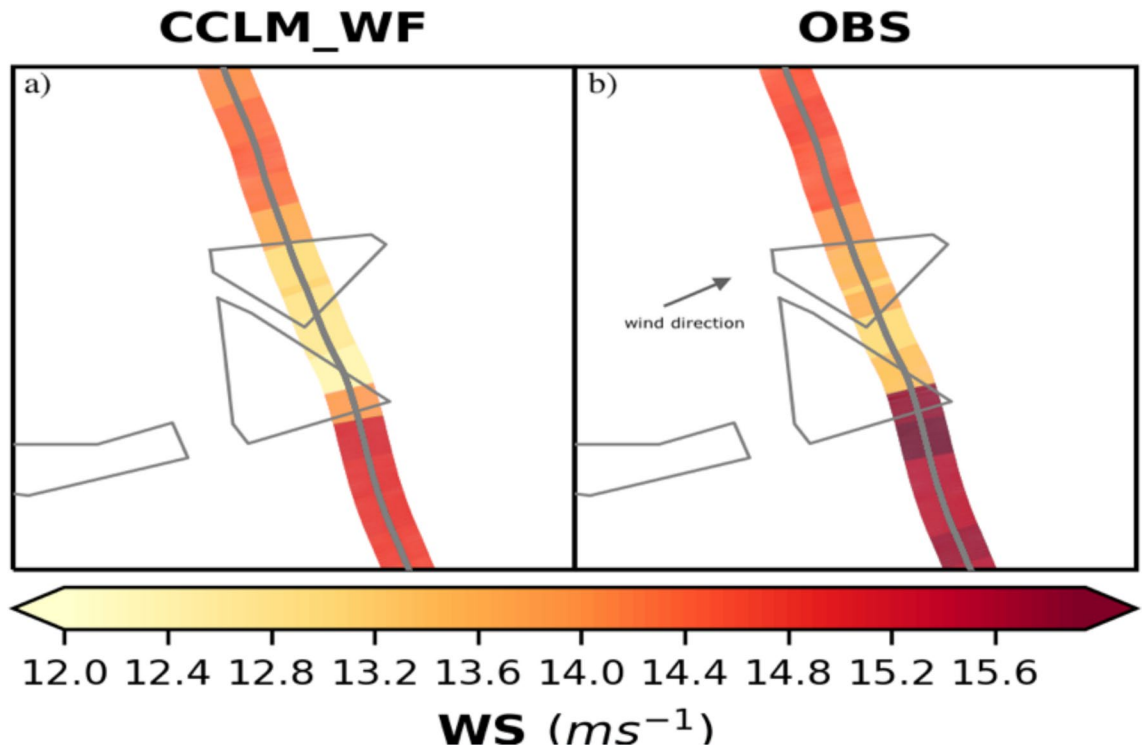 CCLM_WF OBS
a) b)
wind direction
12.0 12.4 12.8 13.2 13.6 14.0 14.4 14.8 15.2 15.6
WS (ms⁻¹)